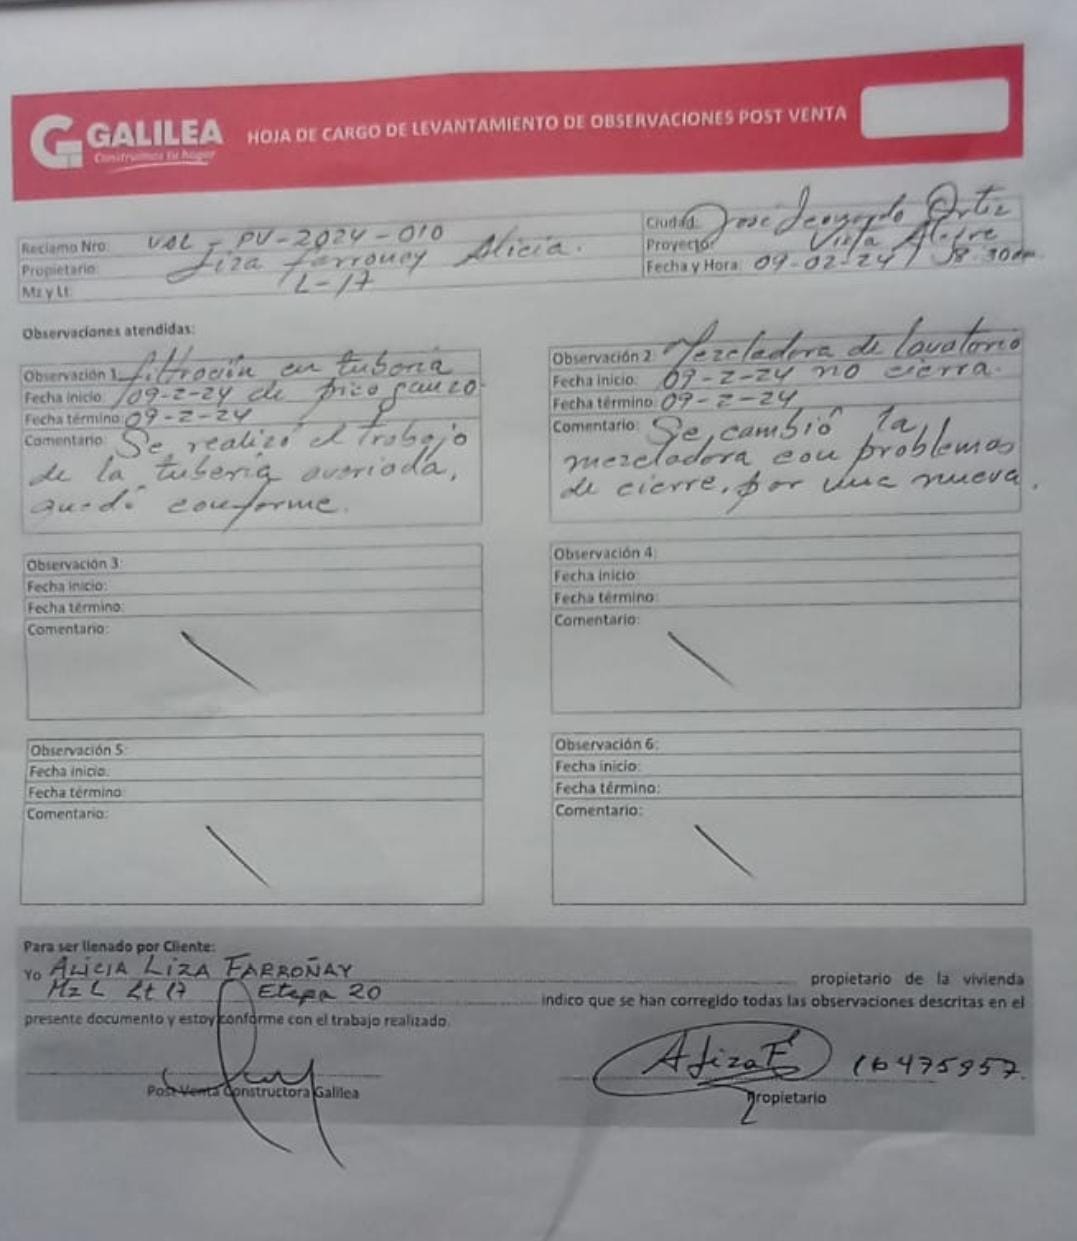 GALILEA
Construimos tu hogar
HOJA DE CARGO DE LEVANTAMIENTO DE OBSERVACIONES POST VENTA
Reclamo Nro: VAL - PV-2024-010
Propietario: Liza Farroñay Alicia.
Mz y Lt: L-17
Ciudad: Jose Leonardo Ortiz
Proyecto: Vista Alegre
Fecha y Hora: 09-02-24 /
Observaciones atendidas:
Observación 1: filtración en tuberia
Fecha inicio: 09-2-24 de pico ganzo
Fecha término: 09-2-24
Comentario: Se realizó el trabajo
de la tuberia averiada,
quedó conforme.
Observación 2: Mezcladora de lavatorio
Fecha inicio: 09-2-24 no cierra.
Fecha término: 09-2-24
Comentario: Se cambió la
mezcladora con problemas
de cierre, por una nueva.
Observación 3:
Fecha inicio:
Fecha término:
Comentario:
Observación 4:
Fecha inicio:
Fecha término:
Comentario:
Observación 5:
Fecha inicio:
Fecha término:
Comentario:
Observación 6:
Fecha inicio:
Fecha término:
Comentario:
Para ser llenado por Cliente:
Yo ALICIA LIZA FARROÑAY propietario de la vivienda
Mz L Lt 17 Etapa 20 indico que se han corregido todas las observaciones descritas en el
presente documento y estoy conforme con el trabajo realizado.
ALizaF 16475957
Post Venta Constructora Galilea
Propietario